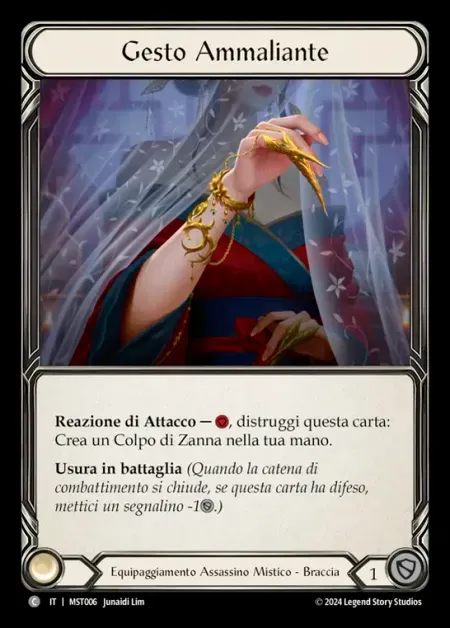 Gesto Ammaliante
Reazione di Attacco — , distruggi questa carta:
Crea un Colpo di Zanna nella tua mano.
Usura in battaglia (Quando la catena di
combattimento si chiude, se questa carta ha difeso,
mettici un segnalino -1.)
Equipaggiamento Assassino Mistico - Braccia
1
C IT | MST006 Junaidi Lim
© 2024 Legend Story Studios